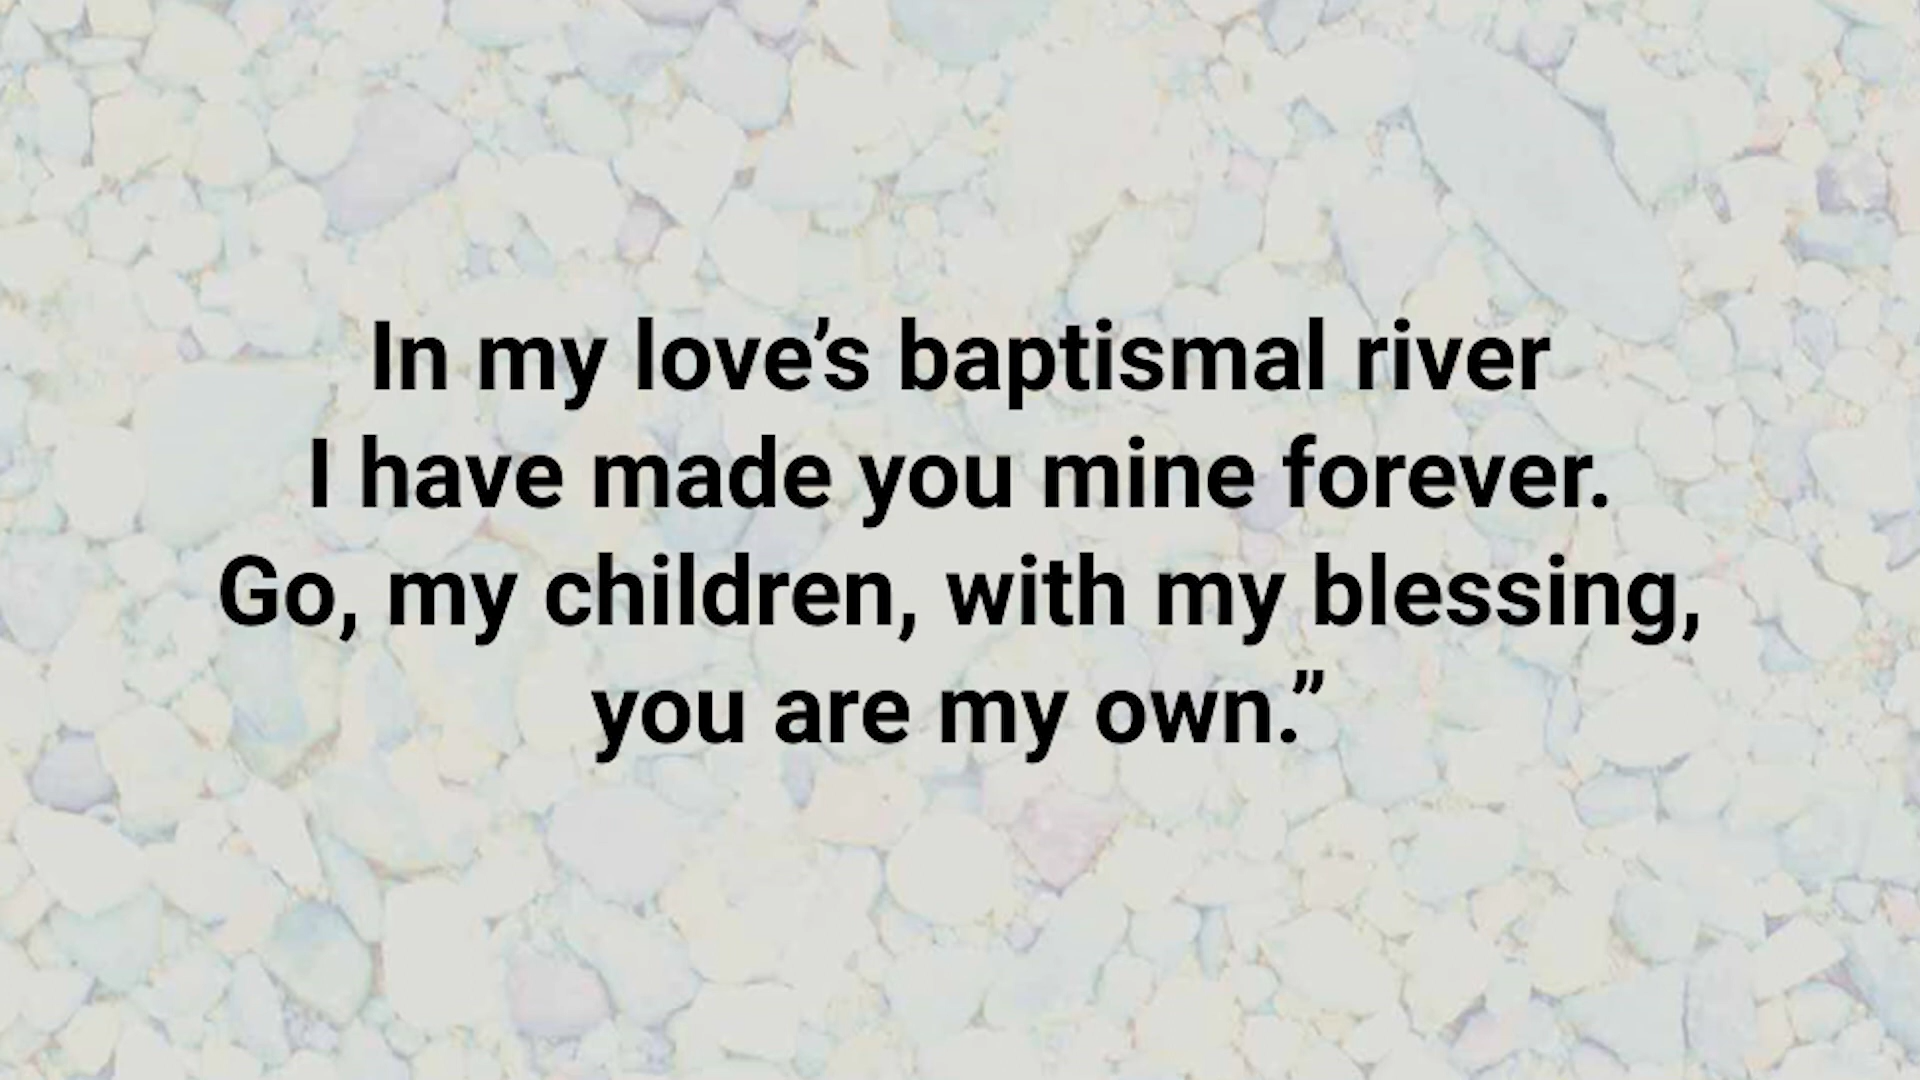 In my love’s baptismal river
I have made you mine forever.
Go, my children, with my blessing,
you are my own.”